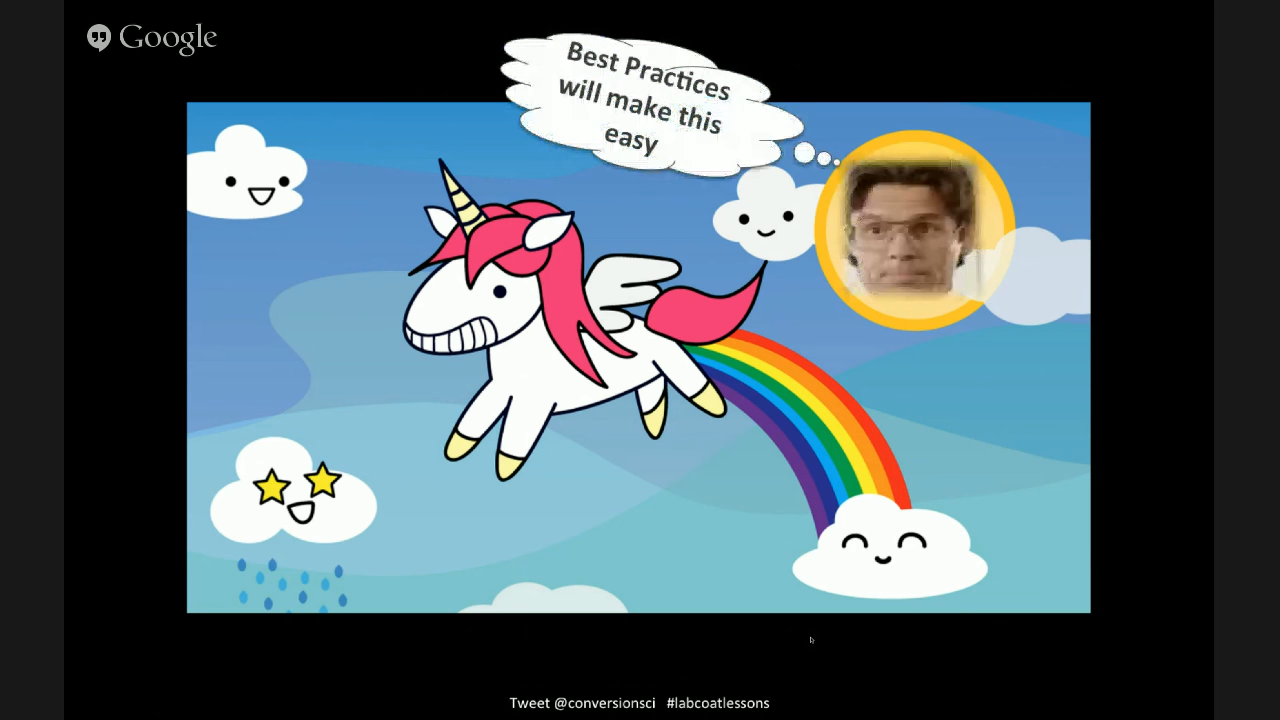 Google
Best Practices
will make this
easy
Tweet @conversionsci #labcoatlessons